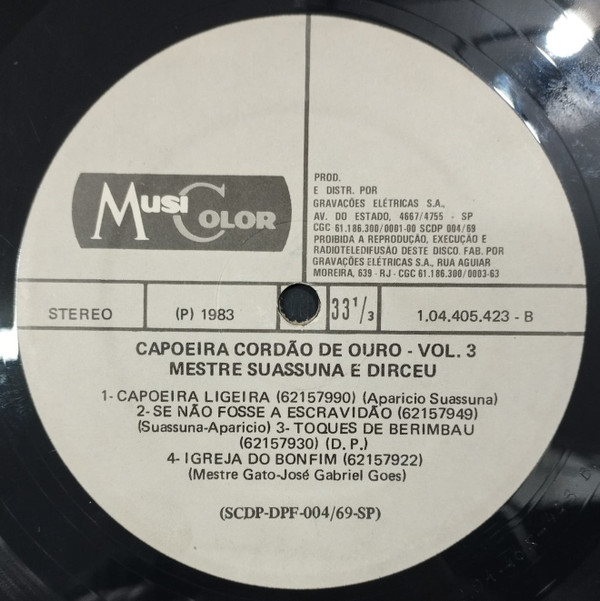 MUSI COLOR
PROD.
E DISTR. POR
GRAVAÇÕES ELÉTRICAS S.A.,
AV. DO ESTADO, 4667/4755 - SP
CGC 61.186.300/0001-00 SCDP 004/69
PROIBIDA A REPRODUÇÃO, EXECUÇÃO E
RADIOTELEDIFUSÃO DESTE DISCO. FAB. POR
GRAVAÇÕES ELÉTRICAS S.A., RUA AGUIAR
MOREIRA, 639 - RJ - CGC 61.186.300/0003-63
STEREO
(P) 1983
33 1/3
1.04.405.423 - B
CAPOEIRA CORDÃO DE OURO - VOL. 3
MESTRE SUASSUNA E DIRCEU
1- CAPOEIRA LIGEIRA (62157990) (Aparicio Suassuna)
2- SE NÃO FOSSE A ESCRAVIDÃO (62157949)
(Suassuna-Aparicio) 3- TOQUES DE BERIMBAU
(62157930) (D. P.)
4- IGREJA DO BONFIM (62157922)
(Mestre Gato-José Gabriel Goes)
(SCDP-DPF-004/69-SP)